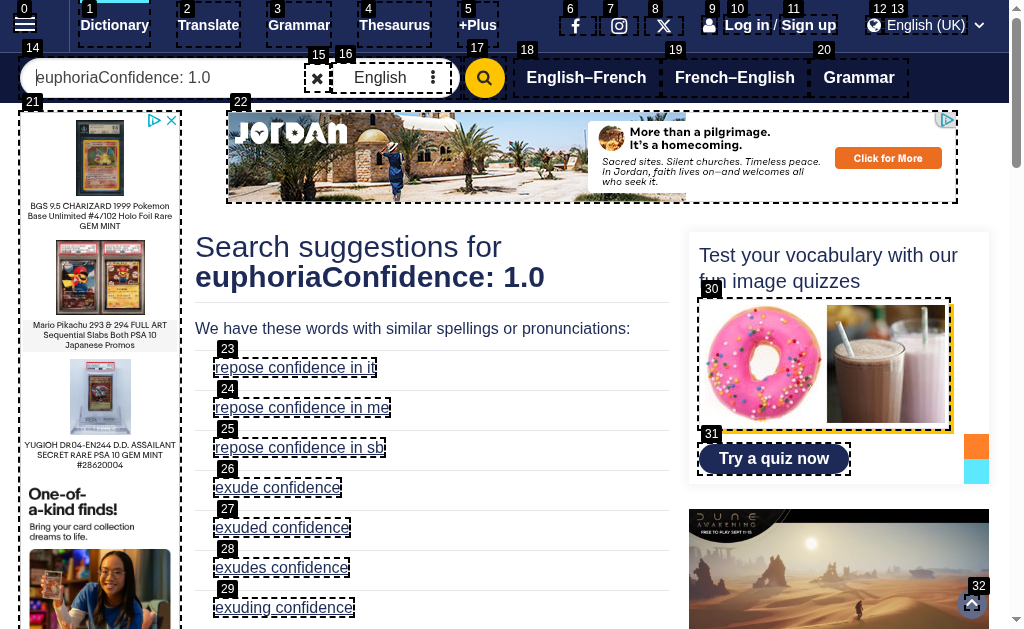 0
1
2
3
4
5
6
7
8
9
10
11
12
13
Dictionary
Translate
Grammar
Thesaurus
+Plus
Log in / Sign up
English (UK)
14
15
16
17
18
19
20
euphoriaConfidence: 1.0
English
English–French
French–English
Grammar
21
22
BGS 9.5 CHARIZARD 1999 Pokemon
Base Unlimited #4/102 Holo Foil Rare
GEM MINT
Mario Pikachu 293 & 294 FULL ART
Sequential Slabs Both PSA 10
Japanese Promos
YUGIOH DR04-EN244 D.D. ASSAILANT
SECRET RARE PSA 10 GEM MINT
#28620004
One-of-
a-kind finds!
Bring your card collection
dreams to life.
JORDAN
More than a pilgrimage.
It's a homecoming.
Sacred sites. Silent churches. Timeless peace.
In Jordan, faith lives on—and welcomes all
who seek it.
Click for More
Search suggestions for
euphoriaConfidence: 1.0
We have these words with similar spellings or pronunciations:
23
repose confidence in it
24
repose confidence in me
25
repose confidence in sb
26
exude confidence
27
exuded confidence
28
exudes confidence
29
exuding confidence
Test your vocabulary with our
fun image quizzes
30
31
Try a quiz now
DUNE
AWAKENING
FREE TO PLAY SEPT 11-15
32